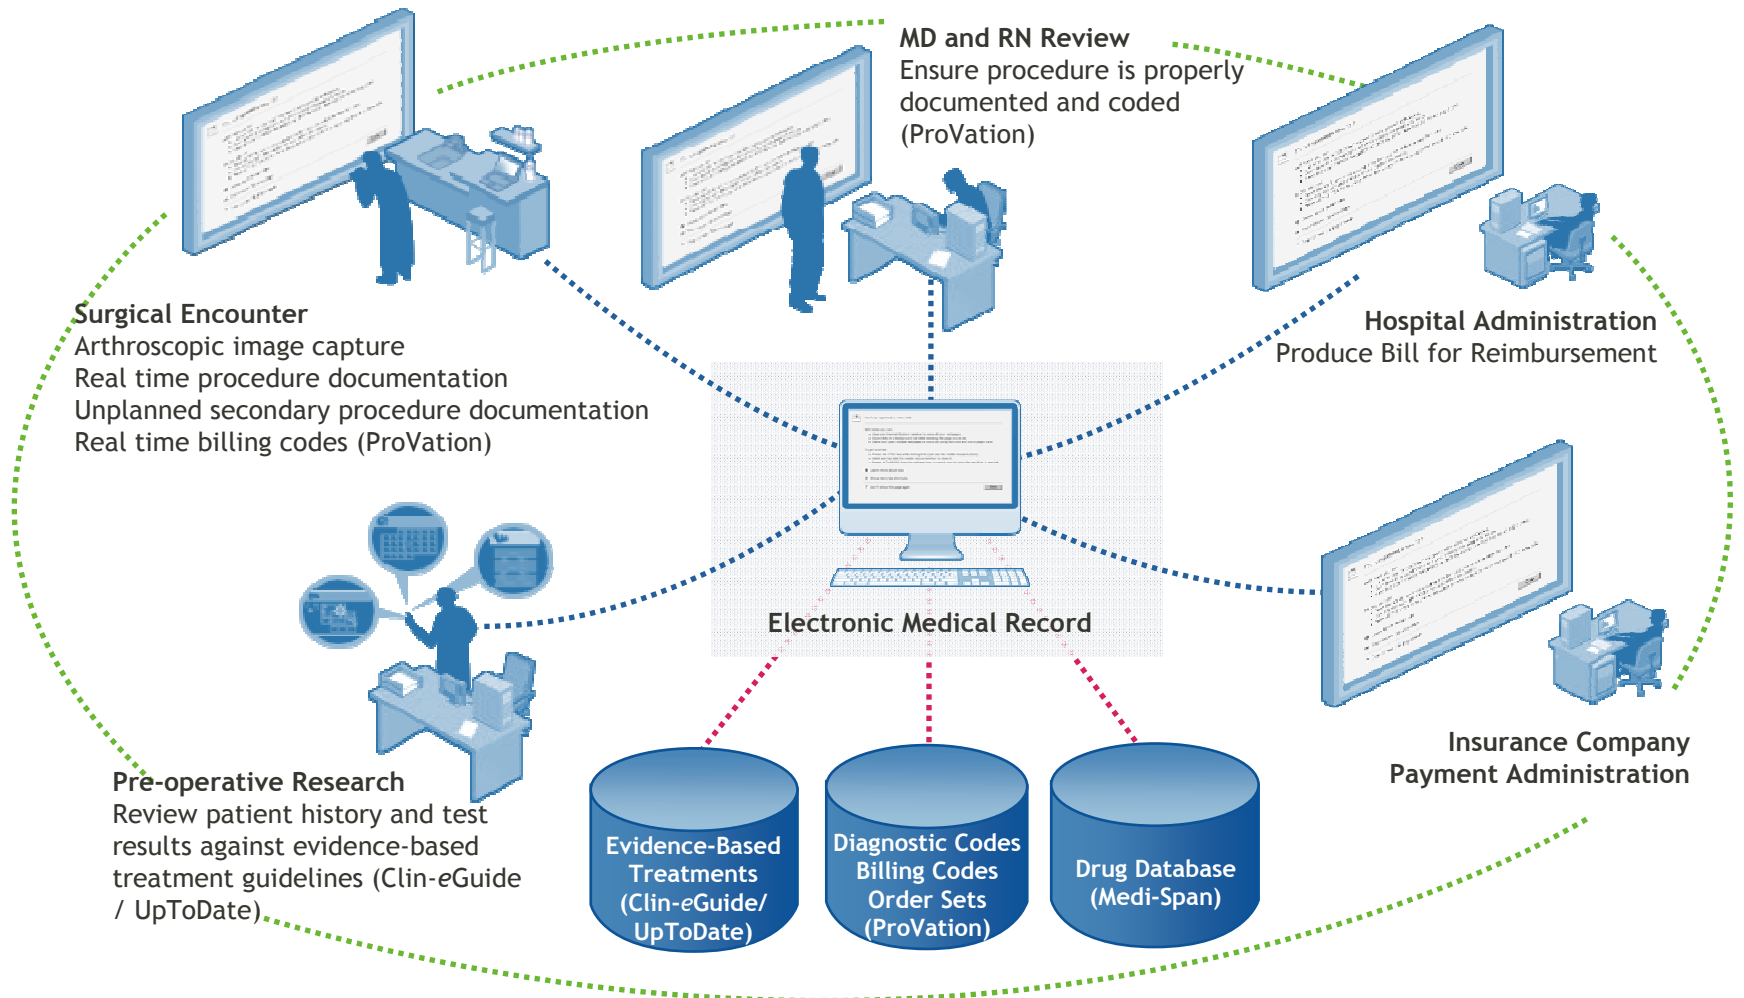 MD and RN Review
Ensure procedure is properly
documented and coded
(ProVation)
Surgical Encounter
Arthroscopic image capture
Real time procedure documentation
Unplanned secondary procedure documentation
Real time billing codes (ProVation)
Hospital Administration
Produce Bill for Reimbursement
Electronic Medical Record
Insurance Company
Payment Administration
Pre-operative Research
Review patient history and test
results against evidence-based
treatment guidelines (Clin-eGuide
/ UpToDate)
Evidence-Based
Treatments
(Clin-eGuide/
UpToDate)
Diagnostic Codes
Billing Codes
Order Sets
(ProVation)
Drug Database
(Medi-Span)